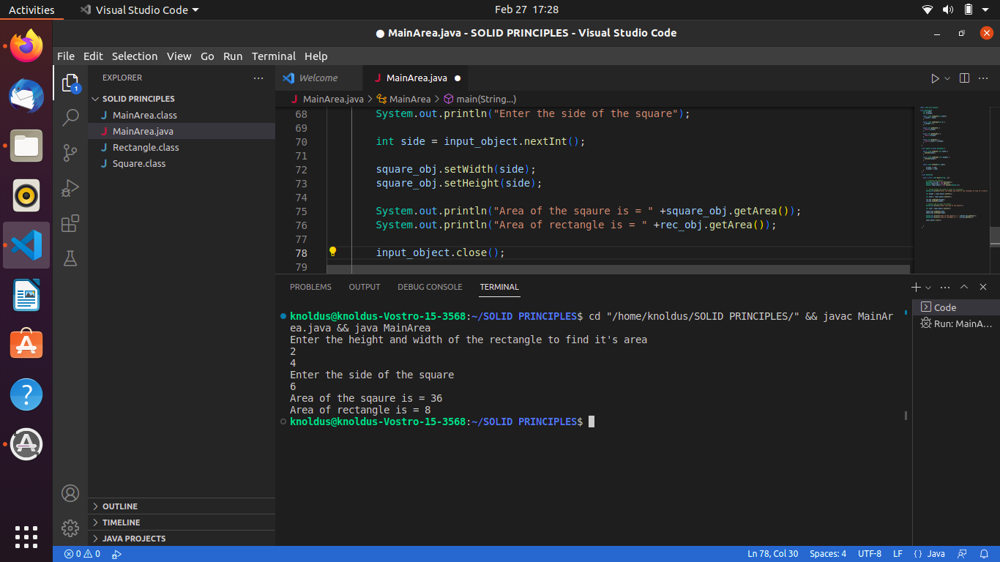 Activities
Visual Studio Code
Feb 27 17:28
● MainArea.java - SOLID PRINCIPLES - Visual Studio Code
File Edit Selection View Go Run Terminal Help
EXPLORER
SOLID PRINCIPLES
MainArea.class
MainArea.java
Rectangle.class
Square.class
OUTLINE
TIMELINE
JAVA PROJECTS
1
Welcome
MainArea.java
MainArea.java > MainArea > main(String...)
68 System.out.println("Enter the side of the square");
69
70 int side = input_object.nextInt();
71
72 square_obj.setWidth(side);
73 square_obj.setHeight(side);
74
75 System.out.println("Area of the sqaure is = " +square_obj.getArea());
76 System.out.println("Area of rectangle is = " +rec_obj.getArea());
77
78 input_object.close();
79
PROBLEMS OUTPUT DEBUG CONSOLE TERMINAL
knoldus@knoldus-Vostro-15-3568:~/SOLID PRINCIPLES$ cd "/home/knoldus/SOLID PRINCIPLES/" && javac MainAr
ea.java && java MainArea
Enter the height and width of the rectangle to find it's area
2
4
Enter the side of the square
6
Area of the sqaure is = 36
Area of rectangle is = 8
knoldus@knoldus-Vostro-15-3568:~/SOLID PRINCIPLES$
Code
Run: MainA...
0 0
Ln 78, Col 30 Spaces: 4 UTF-8 LF {} Java